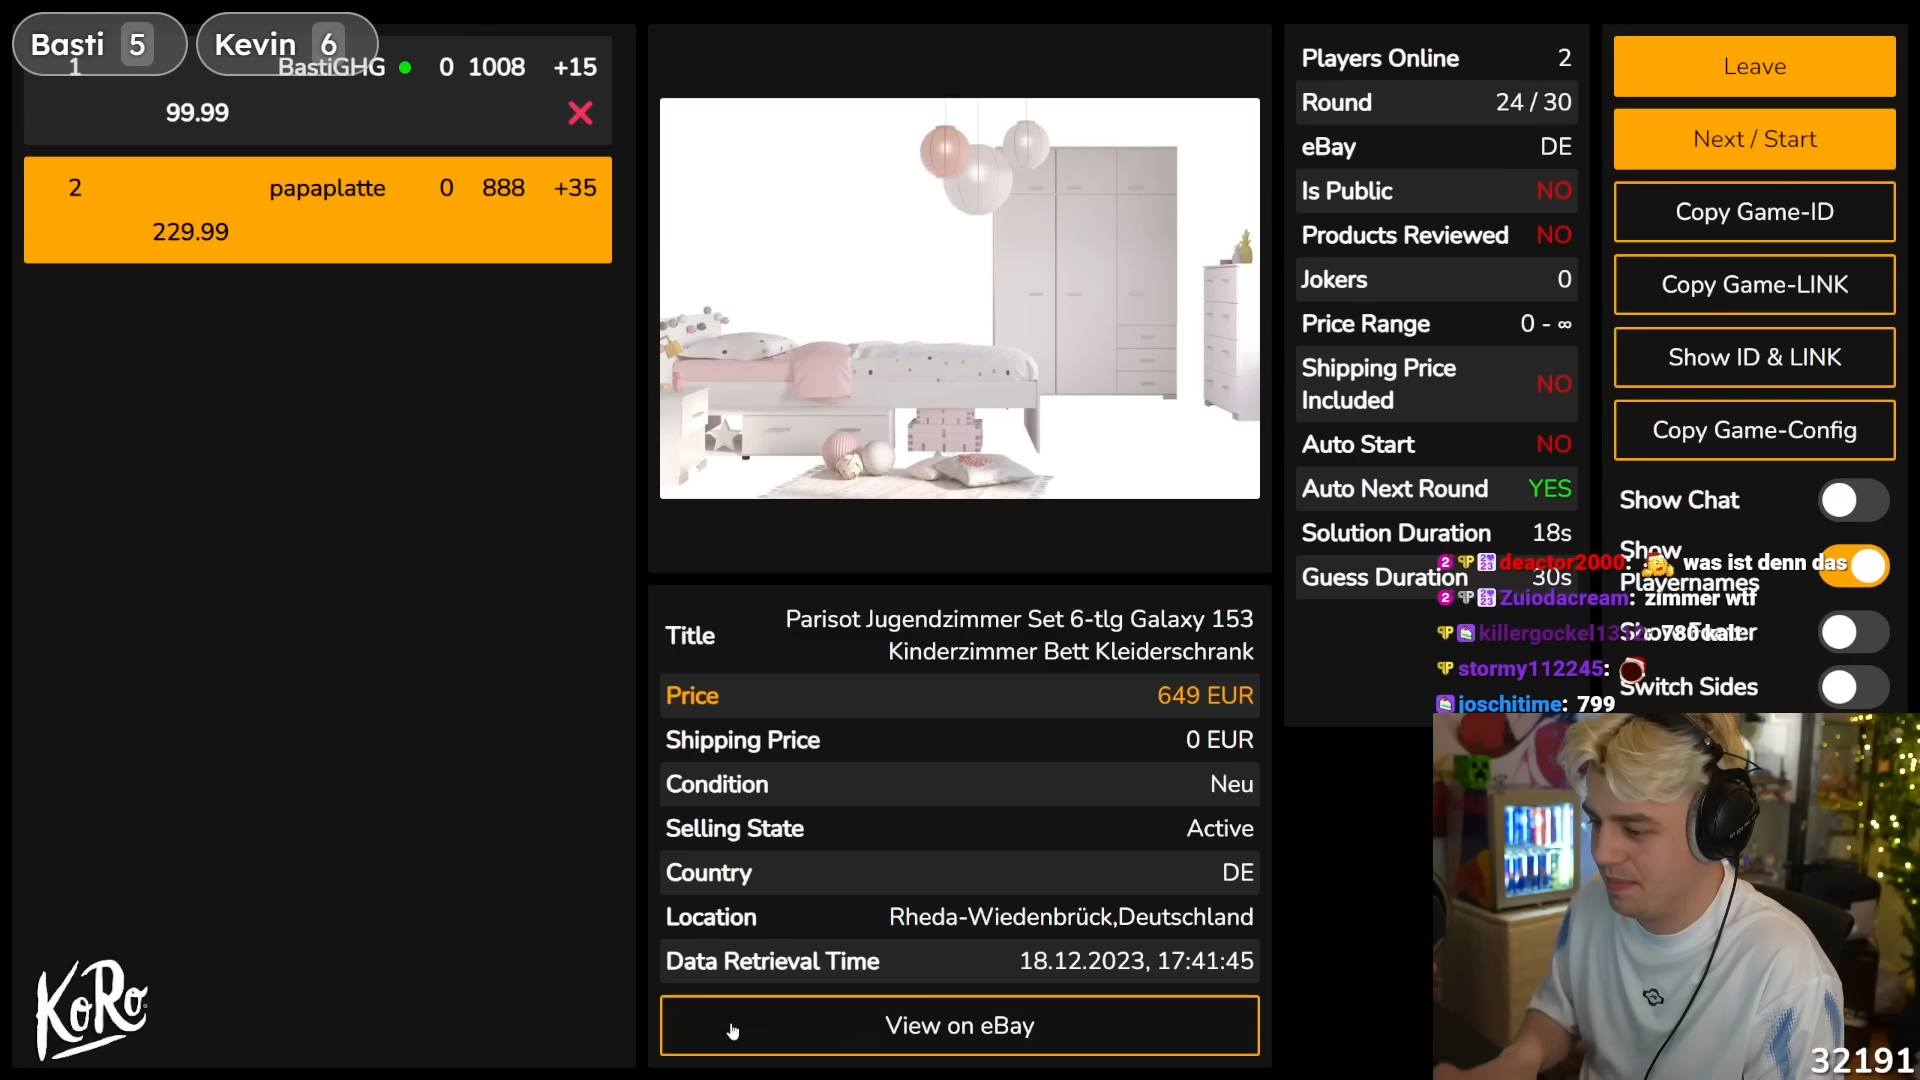 Basti 5
Kevin 6
1 BastiGHG 0 1008 +15
99.99
2 papaplatte 0 888 +35
229.99
KoRo
Title Parisot Jugendzimmer Set 6-tlg Galaxy 153
Kinderzimmer Bett Kleiderschrank
Price 649 EUR
Shipping Price 0 EUR
Condition Neu
Selling State Active
Country DE
Location Rheda-Wiedenbrück,Deutschland
Data Retrieval Time 18.12.2023, 17:41:45
View on eBay
Players Online 2
Round 24 / 30
eBay DE
Is Public NO
Products Reviewed NO
Jokers 0
Price Range 0 - ∞
Shipping Price
Included NO
Auto Start NO
Auto Next Round YES
Solution Duration 18s
Guess Duration 30s
Leave
Next / Start
Copy Game-ID
Copy Game-LINK
Show ID & LINK
Copy Game-Config
Show Chat
Show
Playernames
Switch Sides
deactor2000: was ist denn das
Zuiodacream: zimmer wtf
780 kalt
stormy112245:
joschitime: 799
32191